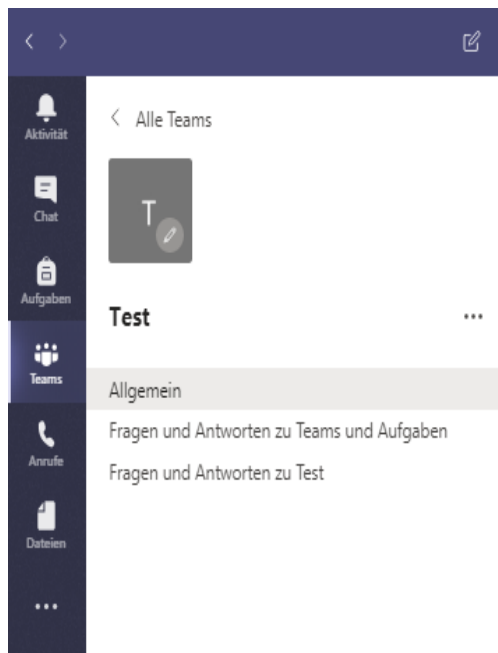 Aktivität
Chat
Aufgaben
Teams
Anrufe
Dateien
Alle Teams
T
Test
Allgemein
Fragen und Antworten zu Teams und Aufgaben
Fragen und Antworten zu Test